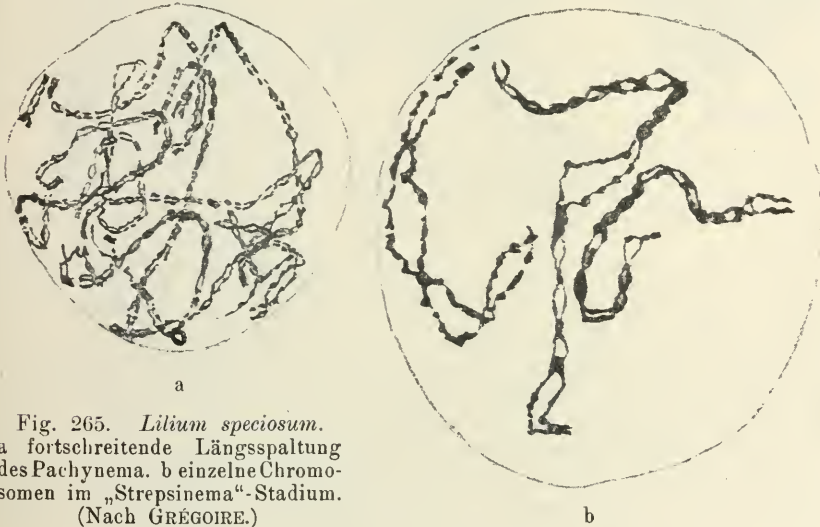 a
b
Fig. 265. Lilium speciosum.
a fortschreitende Längsspaltung
des Pachynema. b einzelne Chromo-
somen im „Strepsinema“-Stadium.
(Nach GRÉGOIRE.)